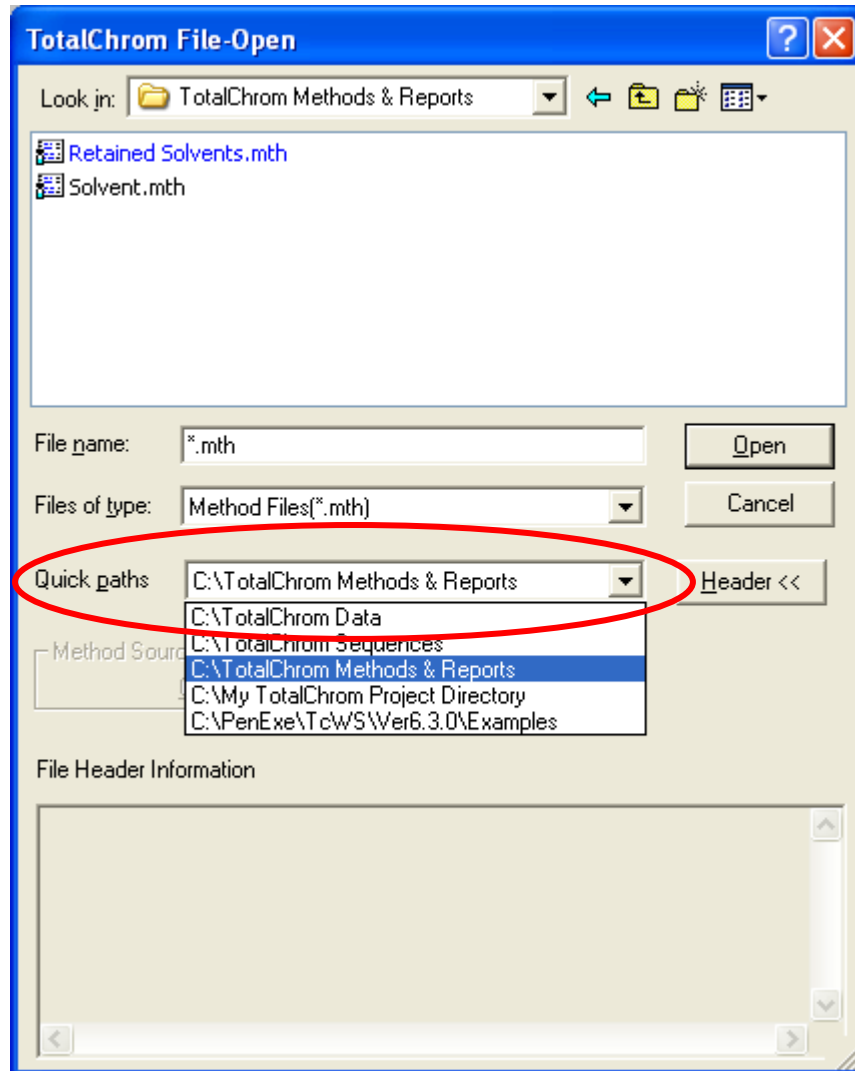 TotalChrom File-Open
Look in: TotalChrom Methods & Reports
Retained Solvents.mth
Solvent.mth
File name: *.mth Open
Files of type: Method Files(*.mth) Cancel
Quick paths C:\TotalChrom Methods & Reports Header <<
C:\TotalChrom Data
C:\TotalChrom Sequences
Method Sour
C:\TotalChrom Methods & Reports
C:\My TotalChrom Project Directory
C:\PenExe\TcWS\Ver6.3.0\Examples
File Header Information